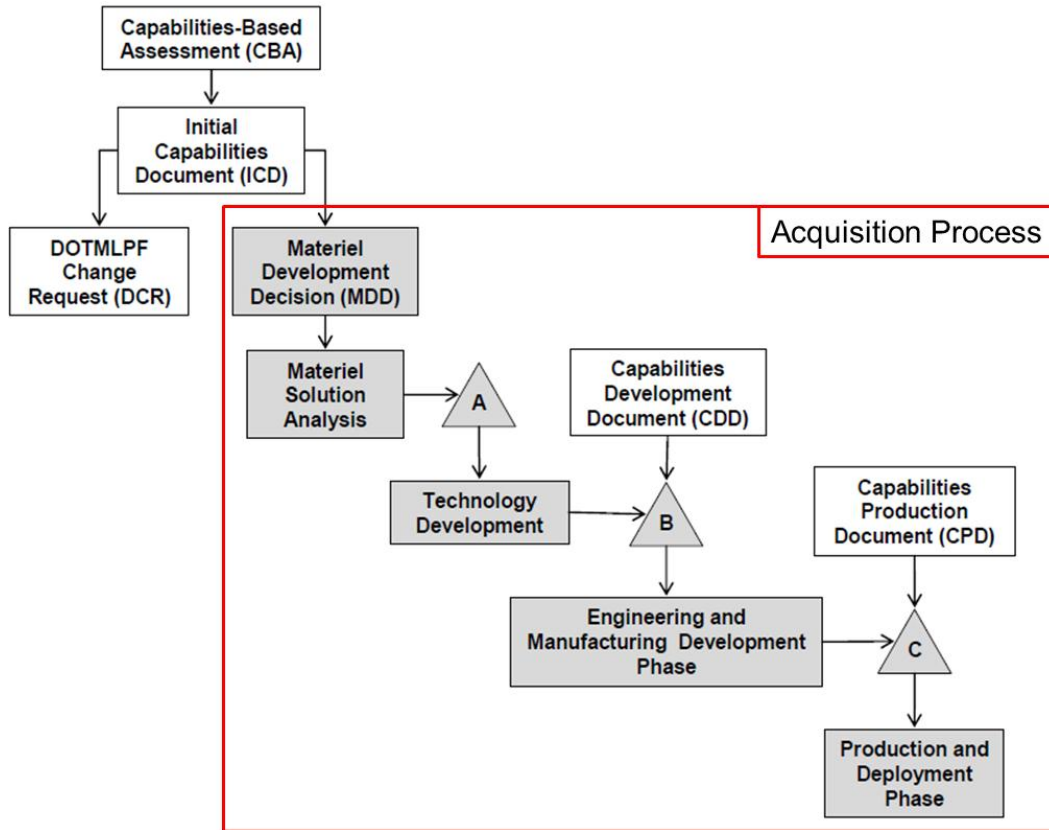 Capabilities-Based
Assessment (CBA)
Initial
Capabilities
Document (ICD)
Acquisition Process
DOTMLPF
Change
Request (DCR)
Materiel
Development
Decision (MDD)
Materiel
Solution
Analysis
A
Capabilities
Development
Document (CDD)
Technology
Development
B
Capabilities
Production
Document (CPD)
Engineering and
Manufacturing Development
Phase
C
Production and
Deployment
Phase